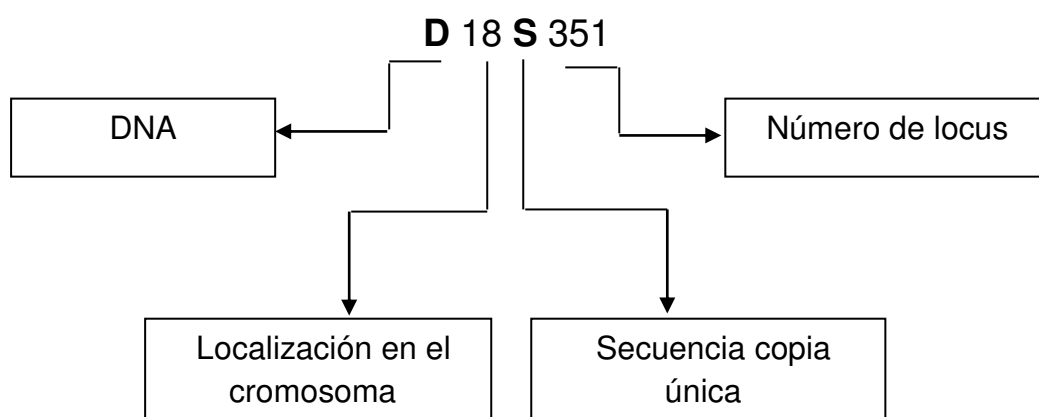 D 18 S 351
DNA
Número de locus
Localización en el
cromosoma
Secuencia copia
única